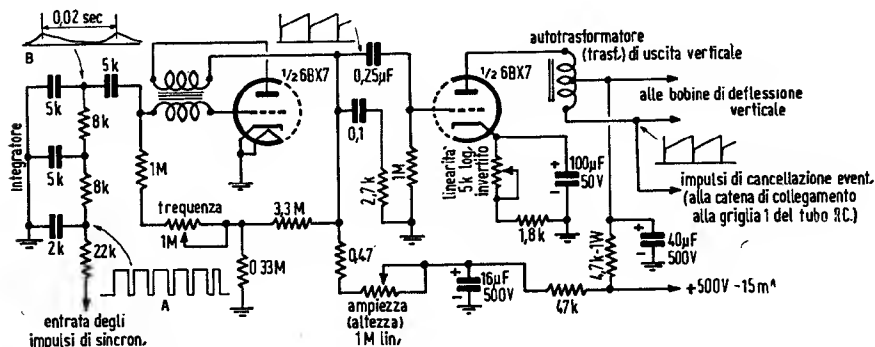 0,02 sec
B
5k
5k
8k
Integratore
5k
8k
2k
22k
A
entrata degli
impulsi di sincron.
1M
frequenza
1M
½ 6BX7
3,3 M
0 33M
0,25µF
0,1
2,7k
1M
0,47
ampiezza
(altezza)
1M lin.
16µF
500V
47k
½ 6BX7
linearità
5k log.
invertito
1,8k
100µF
50V
autotrasformatore
(trasf.) di uscita verticale
alle bobine di deflessione
verticale
impulsi di cancellazione event.
(alla catena di collegamento
alla griglia 1 del tubo R.C.)
4,7k-1W
40µF
500V
+500V -15mA